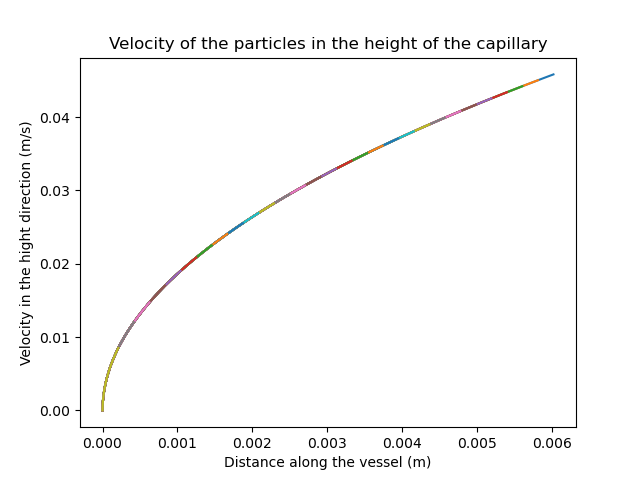 Velocity of the particles in the height of the capillary
Velocity in the hight direction (m/s)
0.04
0.03
0.02
0.01
0.00
0.000 0.001 0.002 0.003 0.004 0.005 0.006
Distance along the vessel (m)